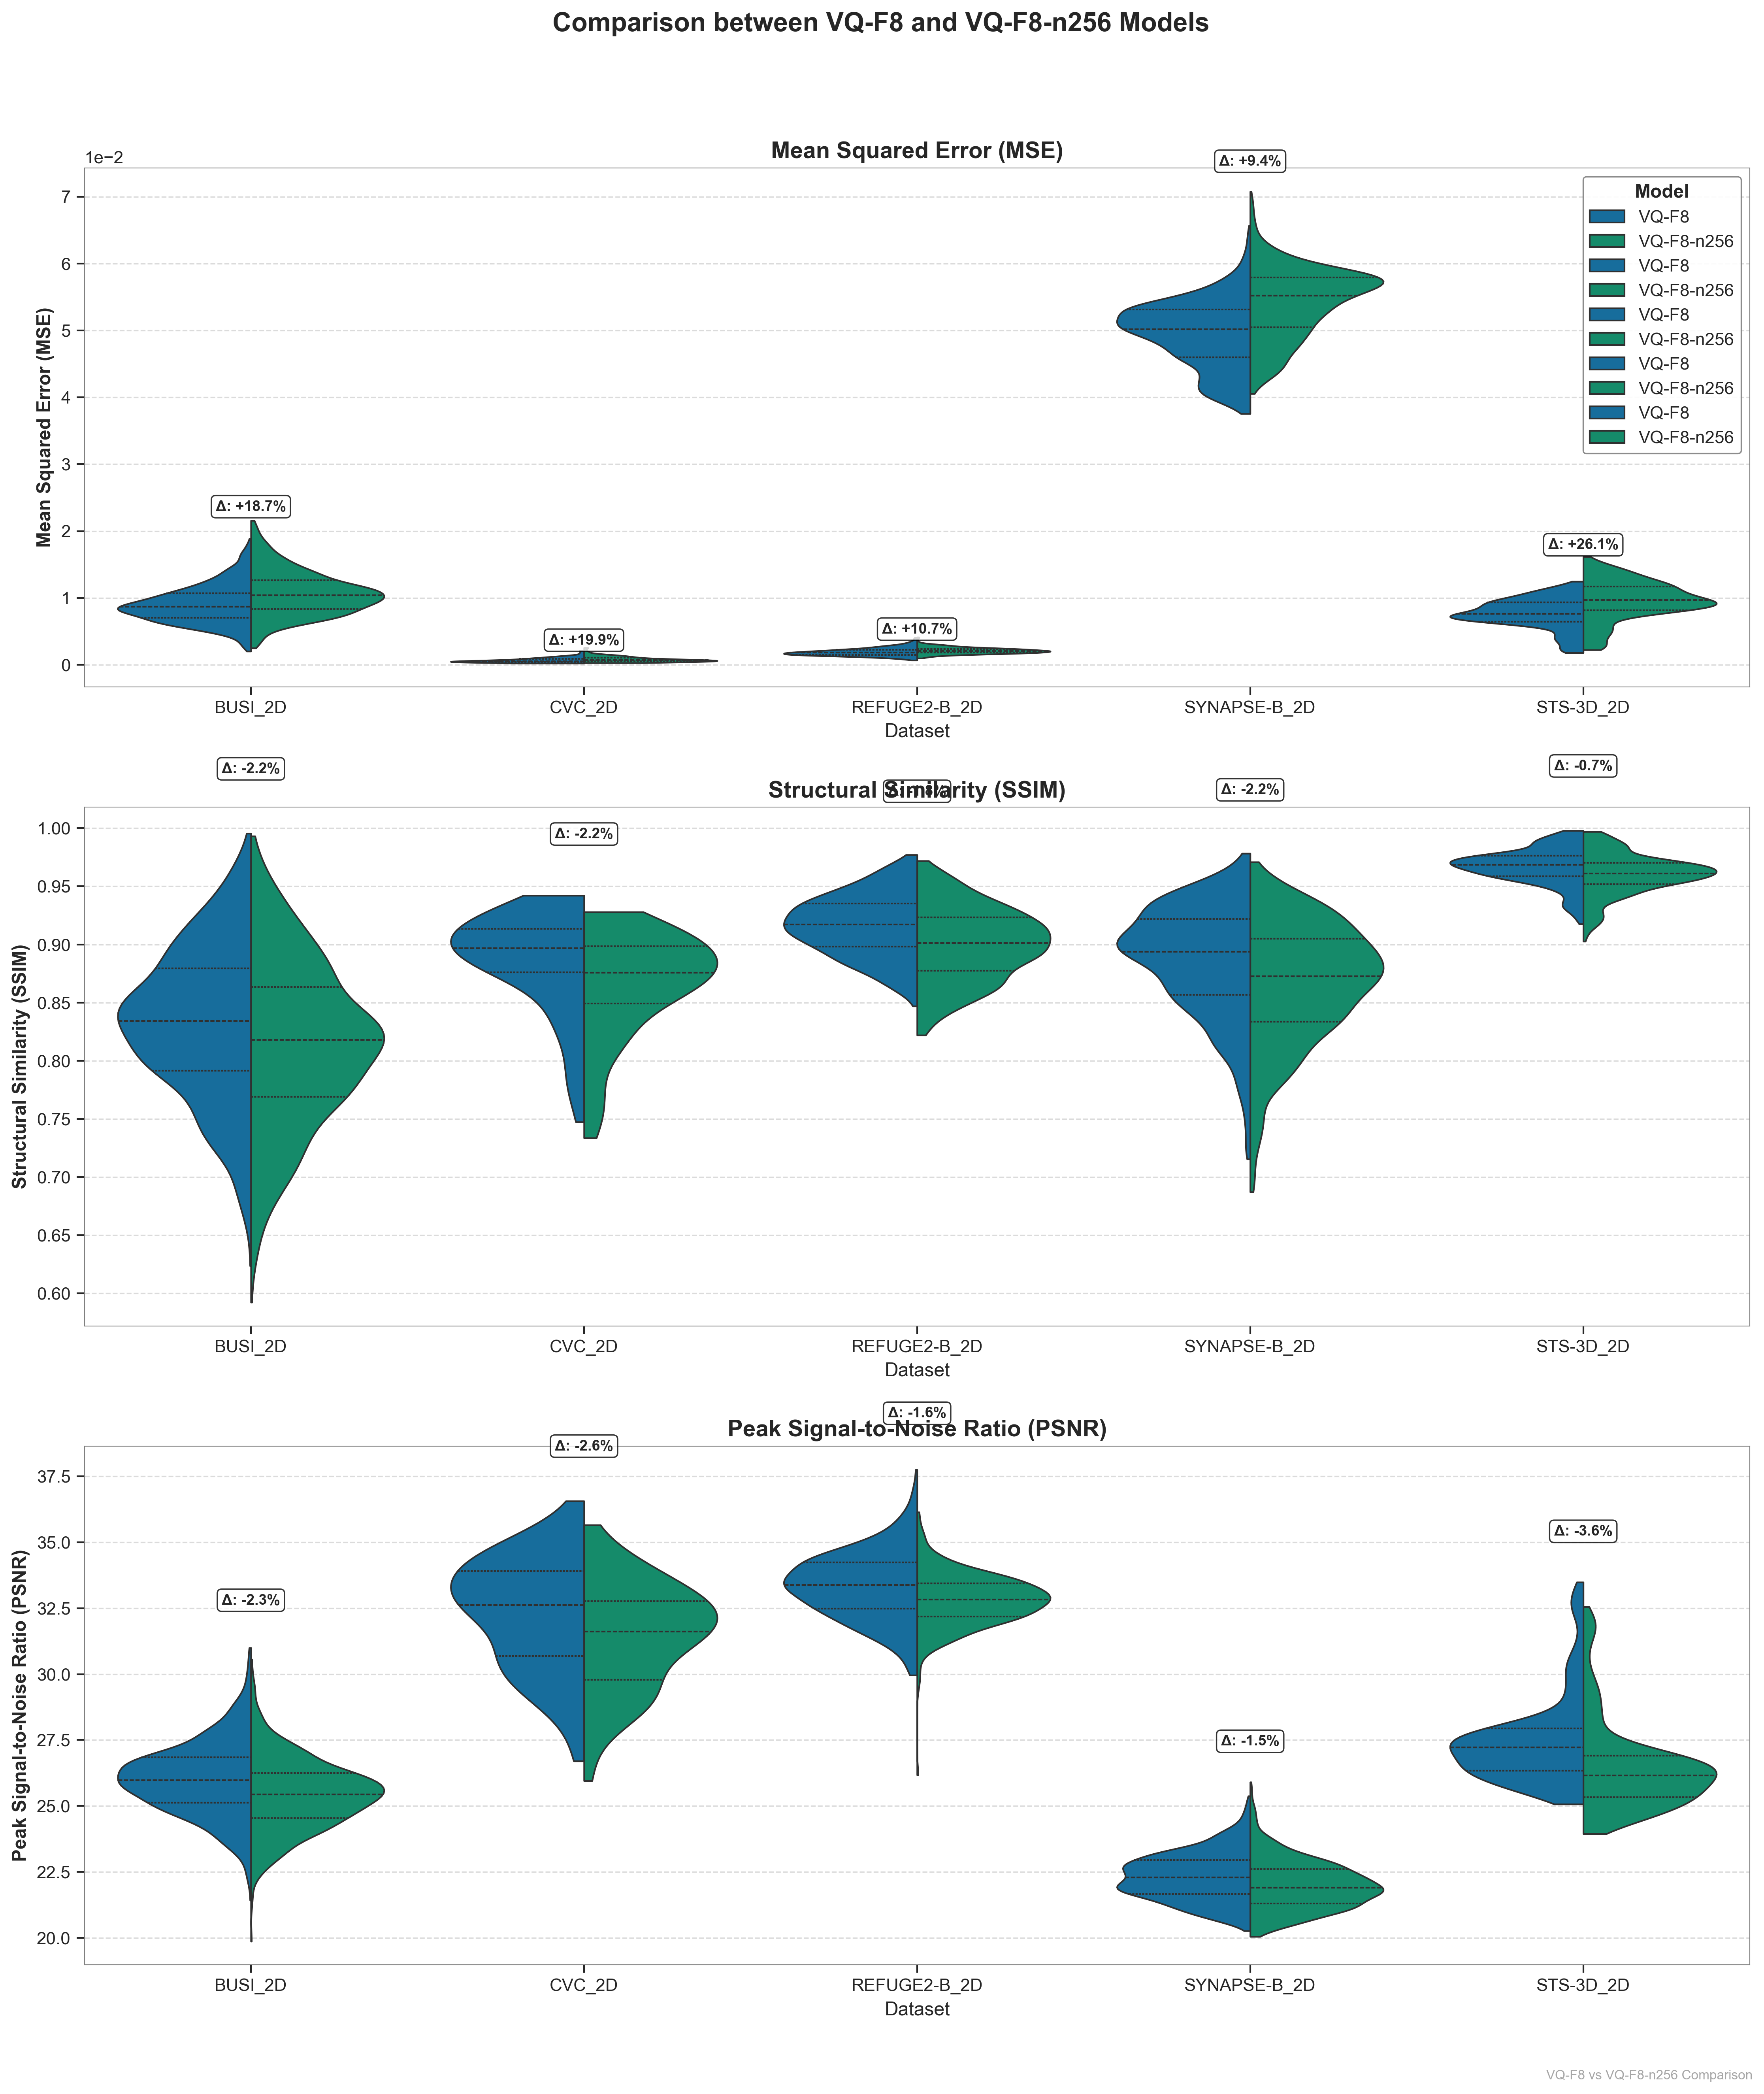 Comparison between VQ-F8 and VQ-F8-n256 Models
Mean Squared Error (MSE)
1e−2
Δ: +9.4%
Mean Squared Error (MSE)
7
6
5
4
3
2
1
0
Model
VQ-F8
VQ-F8-n256
VQ-F8
VQ-F8-n256
VQ-F8
VQ-F8-n256
VQ-F8
VQ-F8-n256
VQ-F8
VQ-F8-n256
Δ: +18.7%
Δ: +19.9%
Δ: +10.7%
Δ: +26.1%
BUSI_2D
CVC_2D
REFUGE2-B_2D
SYNAPSE-B_2D
STS-3D_2D
Dataset
Structural Similarity (SSIM)
Δ: -2.2%
Δ: -2.2%
Δ: -2.2%
Δ: -0.7%
Structural Similarity (SSIM)
1.00
0.95
0.90
0.85
0.80
0.75
0.70
0.65
0.60
BUSI_2D
CVC_2D
REFUGE2-B_2D
SYNAPSE-B_2D
STS-3D_2D
Dataset
Δ: -1.6%
Peak Signal-to-Noise Ratio (PSNR)
Δ: -2.6%
Δ: -3.6%
Δ: -2.3%
Δ: -1.5%
Peak Signal-to-Noise Ratio (PSNR)
37.5
35.0
32.5
30.0
27.5
25.0
22.5
20.0
BUSI_2D
CVC_2D
REFUGE2-B_2D
SYNAPSE-B_2D
STS-3D_2D
Dataset
VQ-F8 vs VQ-F8-n256 Comparison